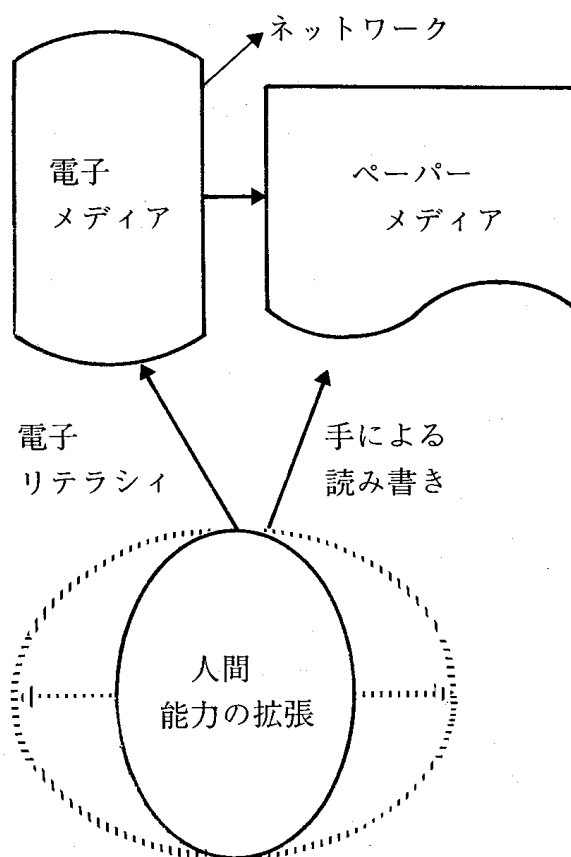 ネットワーク
電子
メディア
ペーパー
メディア
電子
リテラシィ
手による
読み書き
人間
能力の拡張